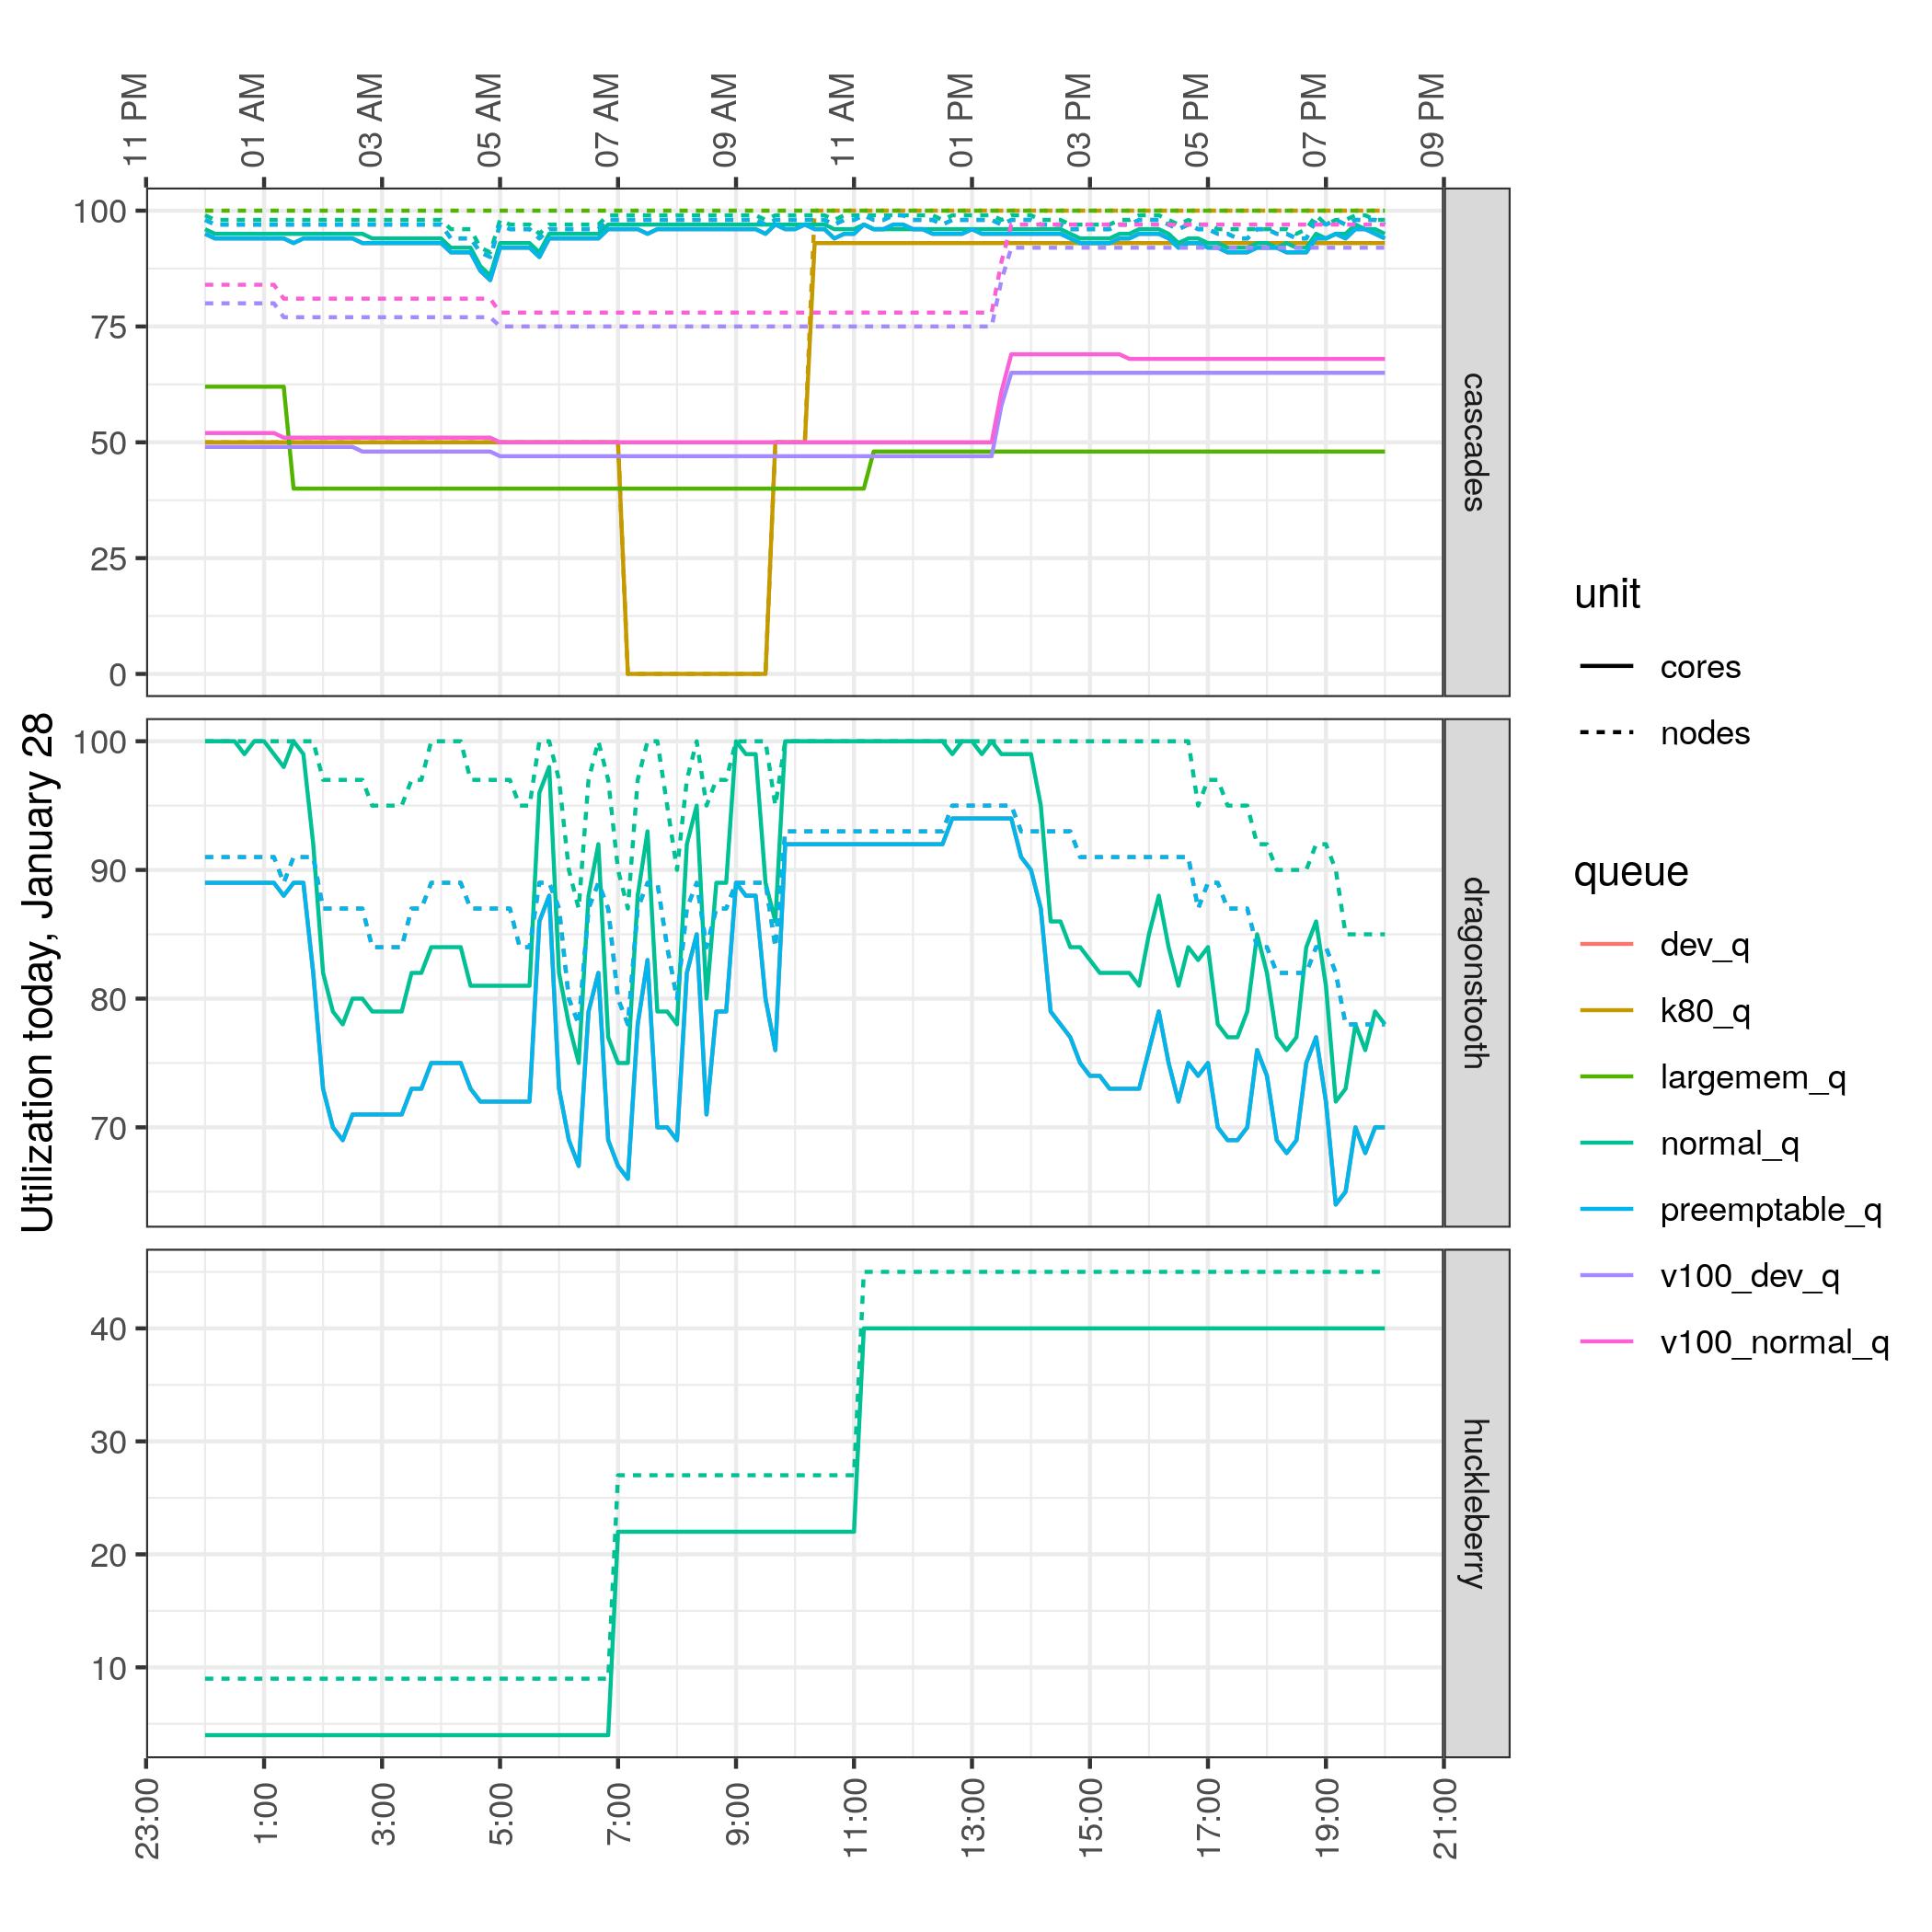 11 PM
01 AM
03 AM
05 AM
07 AM
09 AM
11 AM
01 PM
03 PM
05 PM
07 PM
09 PM
Utilization today, January 28
100
75
50
25
0
cascades
100
90
80
70
dragonstooth
40
30
20
10
huckleberry
23:00
1:00
3:00
5:00
7:00
9:00
11:00
13:00
15:00
17:00
19:00
21:00
unit
cores
nodes
queue
dev_q
k80_q
largemem_q
normal_q
preemptable_q
v100_dev_q
v100_normal_q